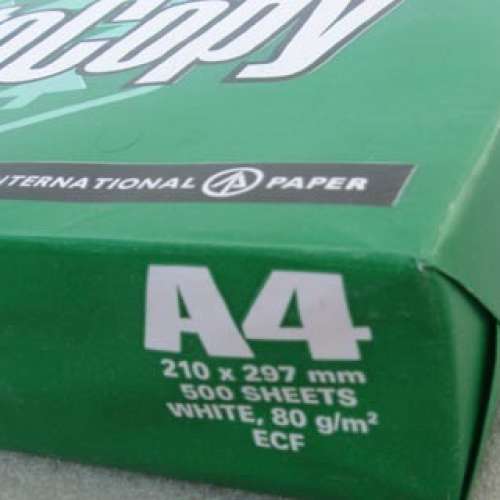 INTERNATIONAL PAPER
A4
210 x 297 mm
500 SHEETS
WHITE, 80 g/m²
ECF